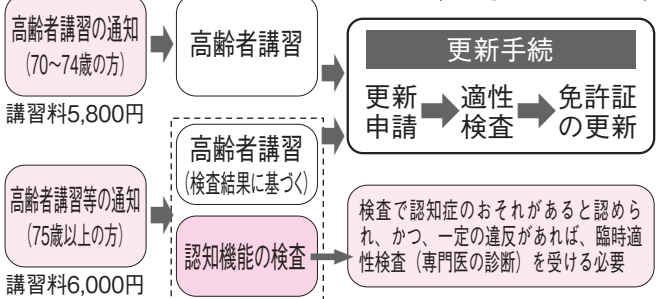 高齢者講習の通知
(70〜74歳の方)
講習料5,800円
高齢者講習
更新手続
更新
申請
適性
検査
免許証
の更新
高齢者講習等の通知
(75歳以上の方)
講習料6,000円
高齢者講習
(検査結果に基づく)
認知機能の検査
検査で認知症のおそれがあると認めら
れ、かつ、一定の違反があれば、臨時適
性検査（専門医の診断）を受ける必要